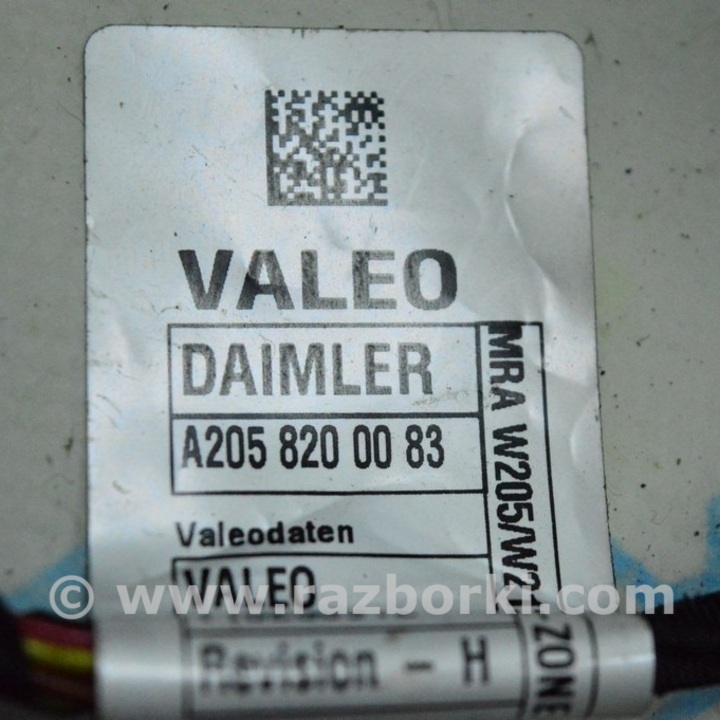 VALEO
DAIMLER
A205 820 00 83
MRA W205/W2
ZONE
Valeodaten
VALEO
© www.razborki.com
Revision - H